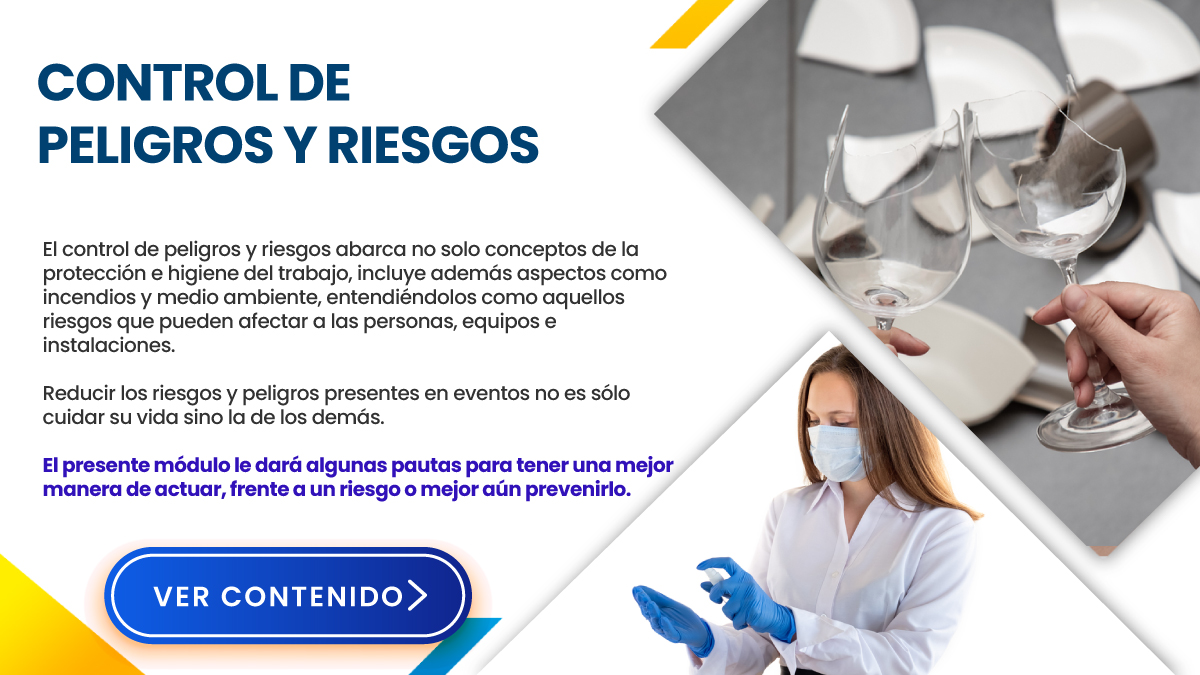 CONTROL DE
PELIGROS Y RIESGOS
El control de peligros y riesgos abarca no solo conceptos de la
protección e higiene del trabajo, incluye además aspectos como
incendios y medio ambiente, entendiéndolos como aquellos
riesgos que pueden afectar a las personas, equipos e
instalaciones.
Reducir los riesgos y peligros presentes en eventos no es sólo
cuidar su vida sino la de los demás.
El presente módulo le dará algunas pautas para tener una mejor
manera de actuar, frente a un riesgo o mejor aún prevenirlo.
VER CONTENIDO